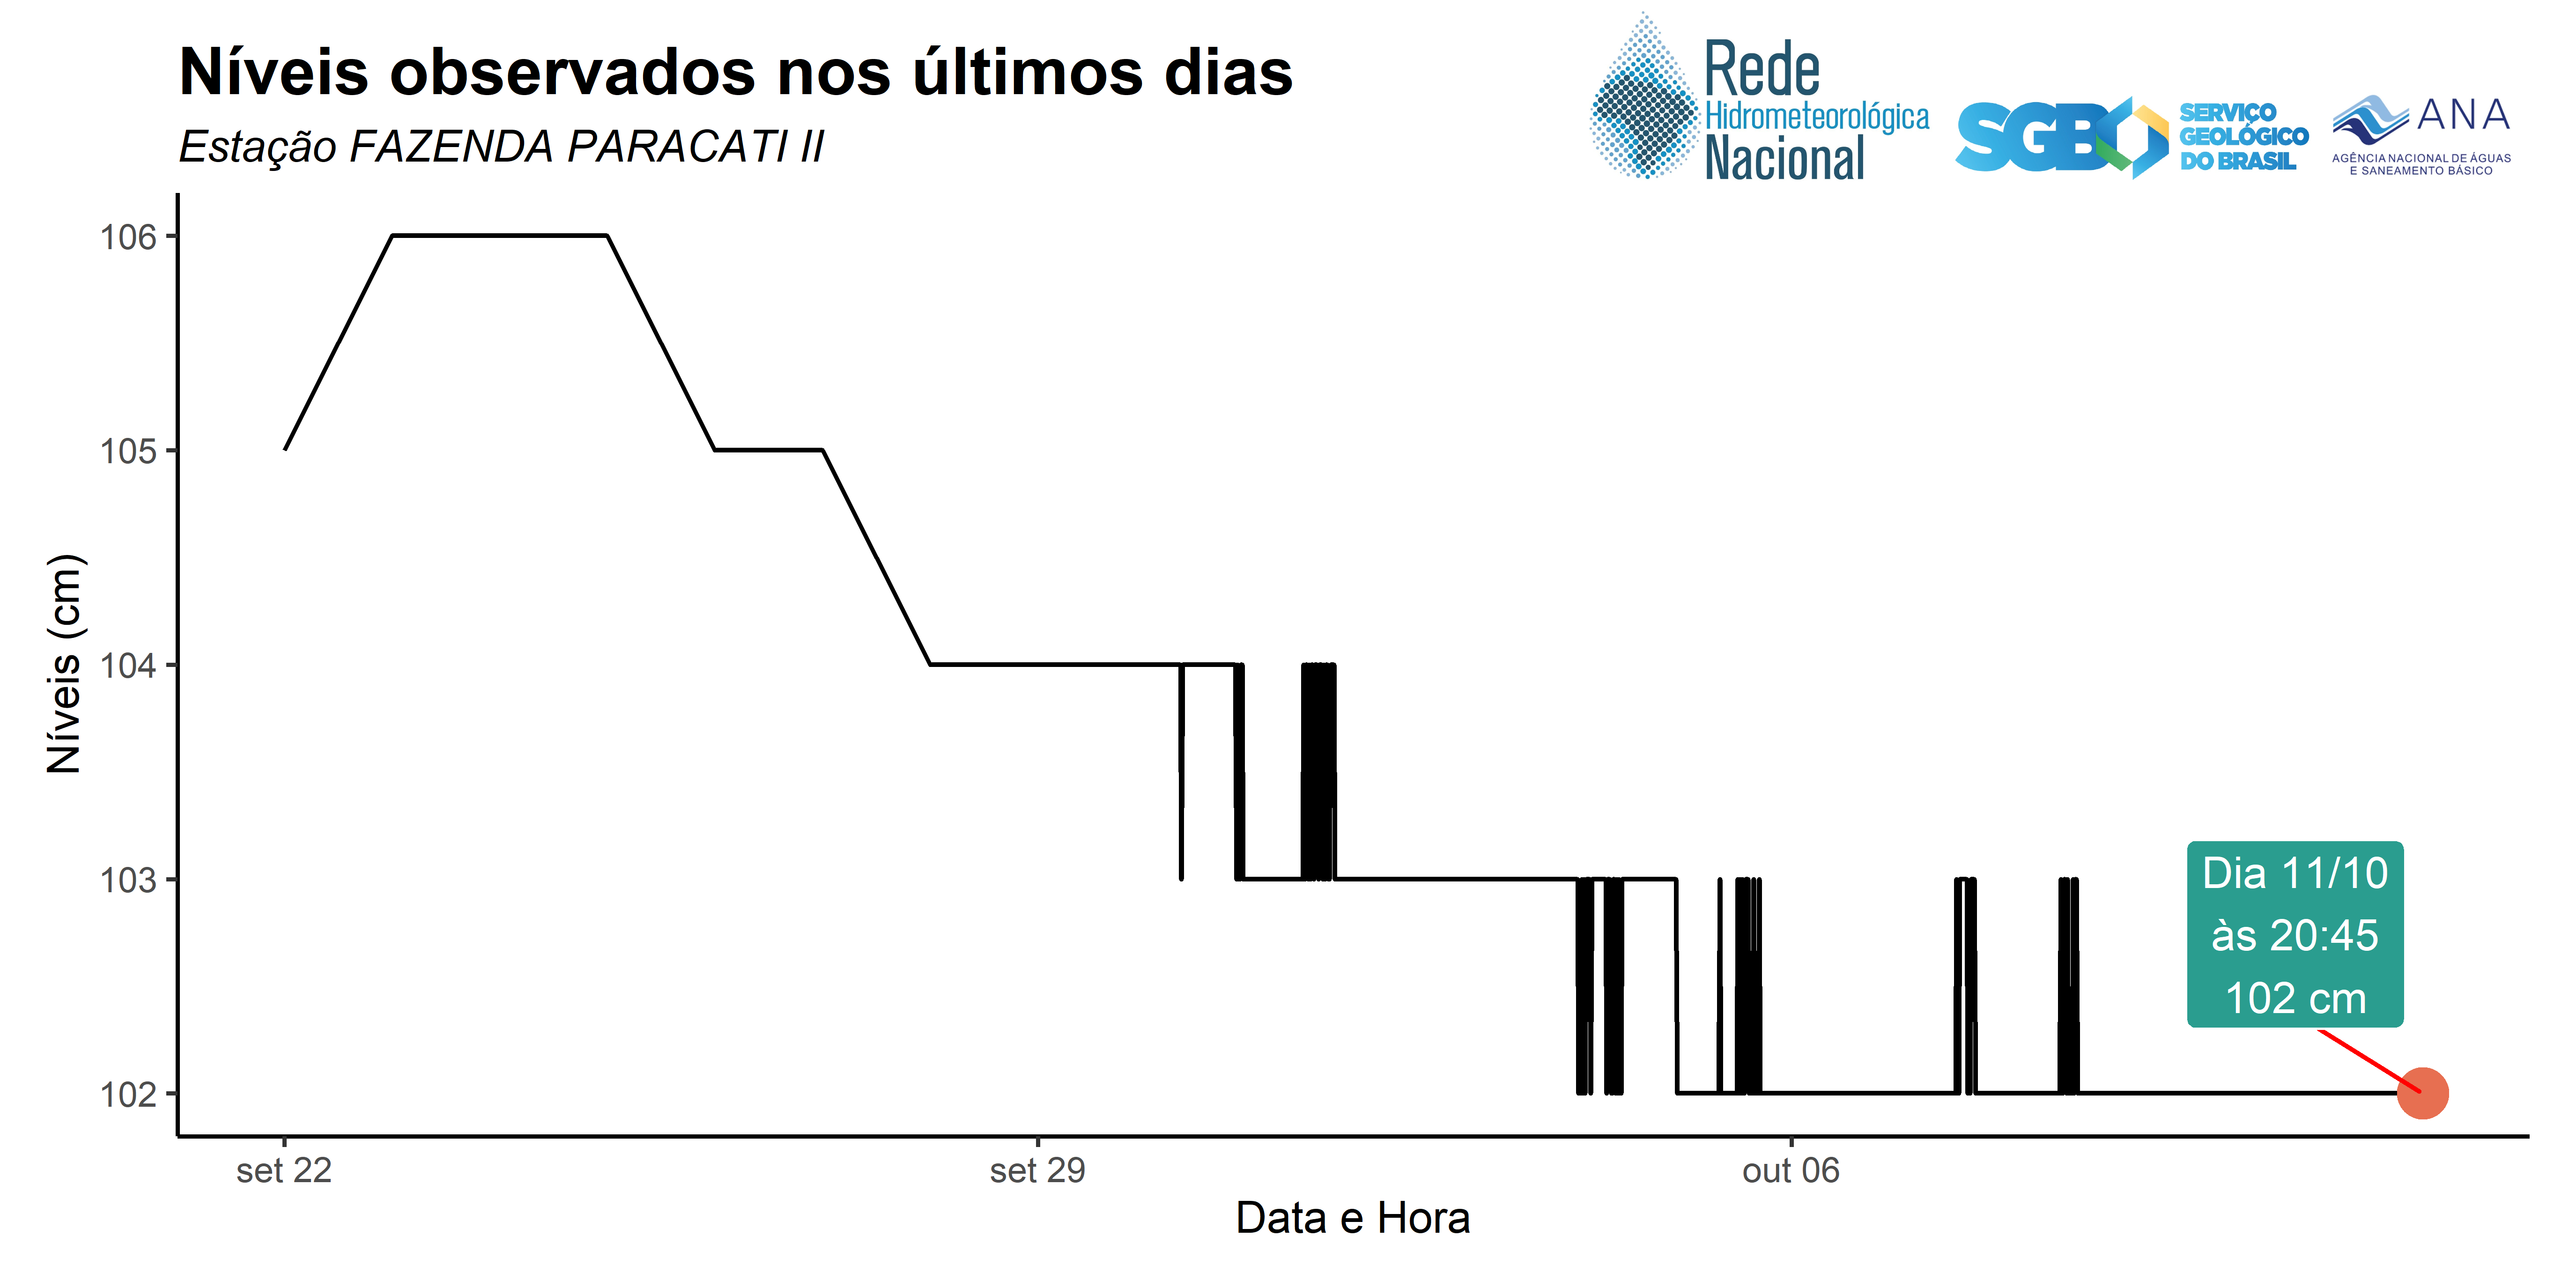 Níveis observados nos últimos dias
Estação FAZENDA PARACATI II
Rede
Hidrometeorológica
Nacional
SGB
SERVIÇO
GEOLÓGICO
DO BRASIL
ANA
AGÊNCIA NACIONAL DE ÁGUAS
E SANEAMENTO BÁSICO
Níveis (cm)
106
105
104
103
102
Dia 11/10
às 20:45
102 cm
set 22
set 29
out 06
Data e Hora